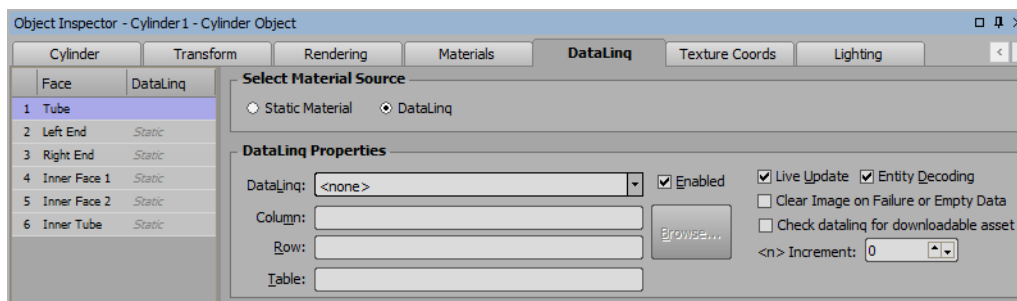 Object Inspector - Cylinder1 - Cylinder Object
Cylinder Transform Rendering Materials DataLinq Texture Coords Lighting
Face DataLinq
1 Tube
2 Left End Static
3 Right End Static
4 Inner Face 1 Static
5 Inner Face 2 Static
6 Inner Tube Static
Select Material Source
Static Material DataLinq
DataLinq Properties
DataLinq: <none> Enabled
Column:
Row:
Table:
Browse...
Live Update Entity Decoding
Clear Image on Failure or Empty Data
Check datalinq for downloadable asset
<n> Increment: 0